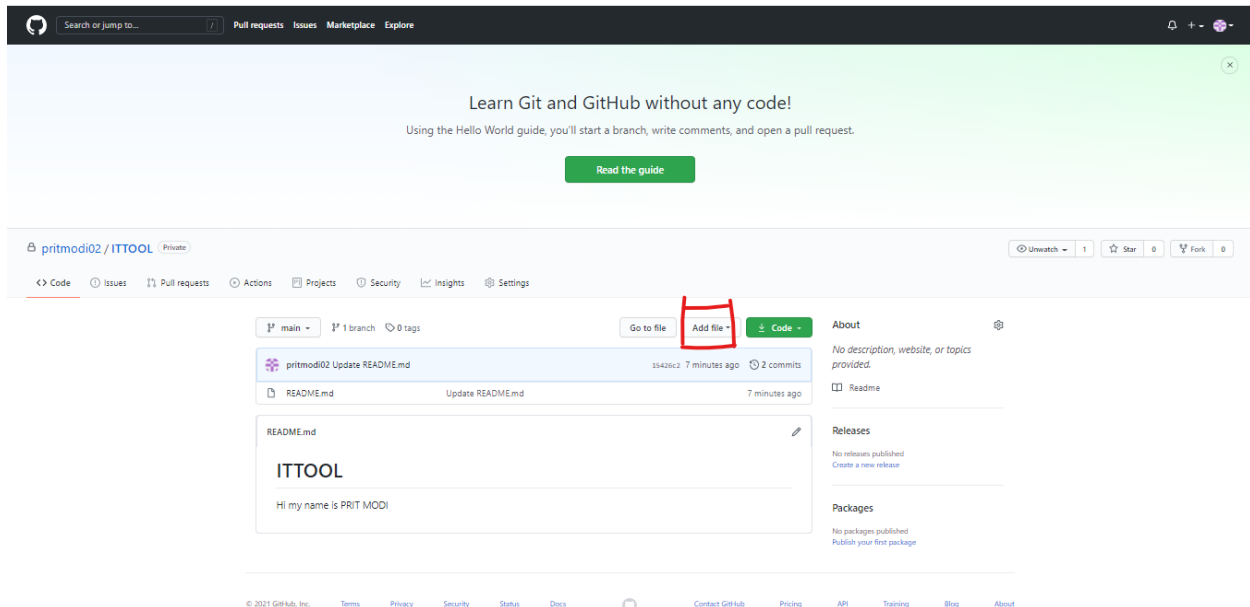 Search or jump to... / Pull requests Issues Marketplace Explore
Learn Git and GitHub without any code!
Using the Hello World guide, you'll start a branch, write comments, and open a pull request.
Read the guide
pritmodi02 / ITTOOL Private
Unwatch 1 Star 0 Fork 0
Code Issues Pull requests Actions Projects Security Insights Settings
main 1 branch 0 tags Go to file Add file Code
pritmodi02 Update README.md 15426c2 7 minutes ago 2 commits
README.md Update README.md 7 minutes ago
README.md
ITTOOL
Hi my name is PRIT MODI
About
No description, website, or topics
provided.
Readme
Releases
No releases published
Create a new release
Packages
No packages published
Publish your first package
© 2021 GitHub, Inc. Terms Privacy Security Status Docs Contact GitHub Pricing API Training Blog About